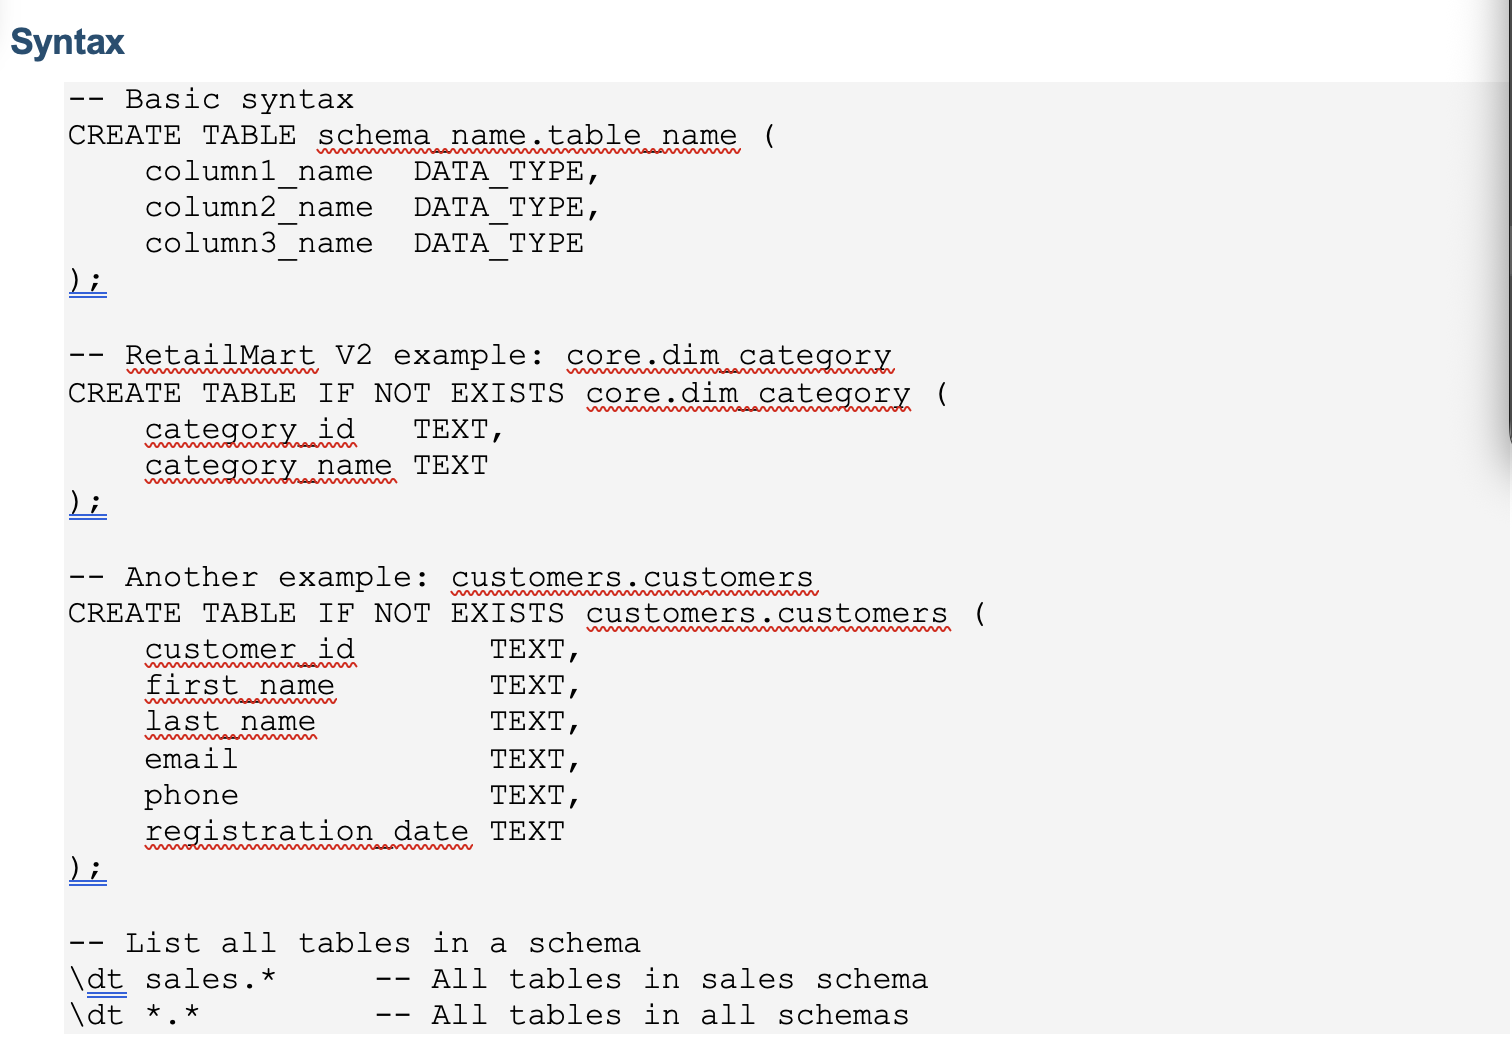 Syntax
-- Basic syntax
CREATE TABLE schema_name.table_name (
    column1_name  DATA_TYPE,
    column2_name  DATA_TYPE,
    column3_name  DATA_TYPE
);

-- RetailMart V2 example: core.dim_category
CREATE TABLE IF NOT EXISTS core.dim_category (
    category_id   TEXT,
    category_name TEXT
);

-- Another example: customers.customers
CREATE TABLE IF NOT EXISTS customers.customers (
    customer_id       TEXT,
    first_name        TEXT,
    last_name         TEXT,
    email             TEXT,
    phone             TEXT,
    registration_date TEXT
);

-- List all tables in a schema
\dt sales.*     -- All tables in sales schema
\dt *.*         -- All tables in all schemas